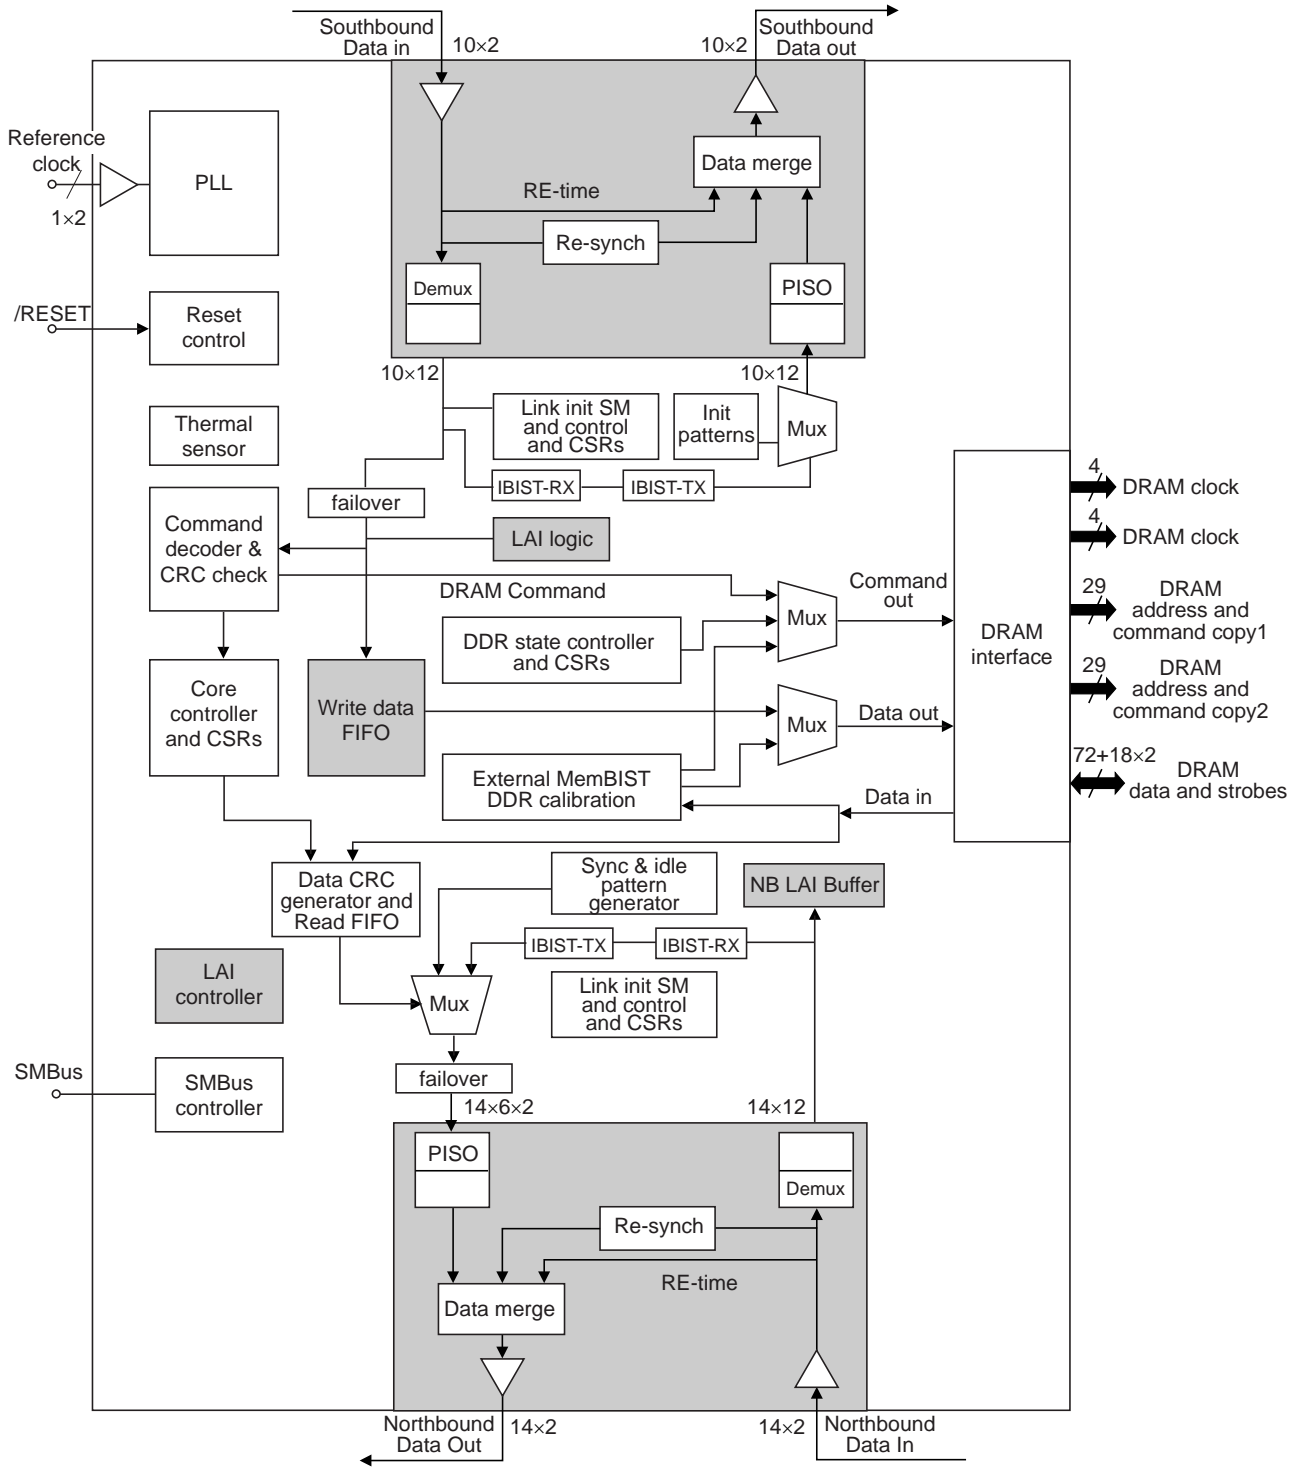 Southbound
Data in
10×2
10×2
Southbound
Data out
Reference
clock
1×2
PLL
Data merge
RE-time
Re-synch
Demux
PISO
/RESET
Reset
control
10×12
10×12
Thermal
sensor
Link init SM
and control
and CSRs
Init
patterns
Mux
IBIST-RX
IBIST-TX
failover
Command
decoder &
CRC check
LAI logic
DRAM Command
DDR state controller
and CSRs
Mux
Command
out
DRAM
interface
4
DRAM clock
4
DRAM clock
29
DRAM
address and
command copy1
29
DRAM
address and
command copy2
72+18×2
DRAM
data and strobes
Core
controller
and CSRs
Write data
FIFO
Mux
Data out
External MemBIST
DDR calibration
Data in
Data CRC
generator and
Read FIFO
Sync & idle
pattern
generator
NB LAI Buffer
IBIST-TX
IBIST-RX
LAI
controller
Mux
Link init SM
and control
and CSRs
SMBus
SMBus
controller
failover
14×6×2
14×12
PISO
Demux
Re-synch
RE-time
Data merge
Northbound
Data Out
14×2
14×2
Northbound
Data In